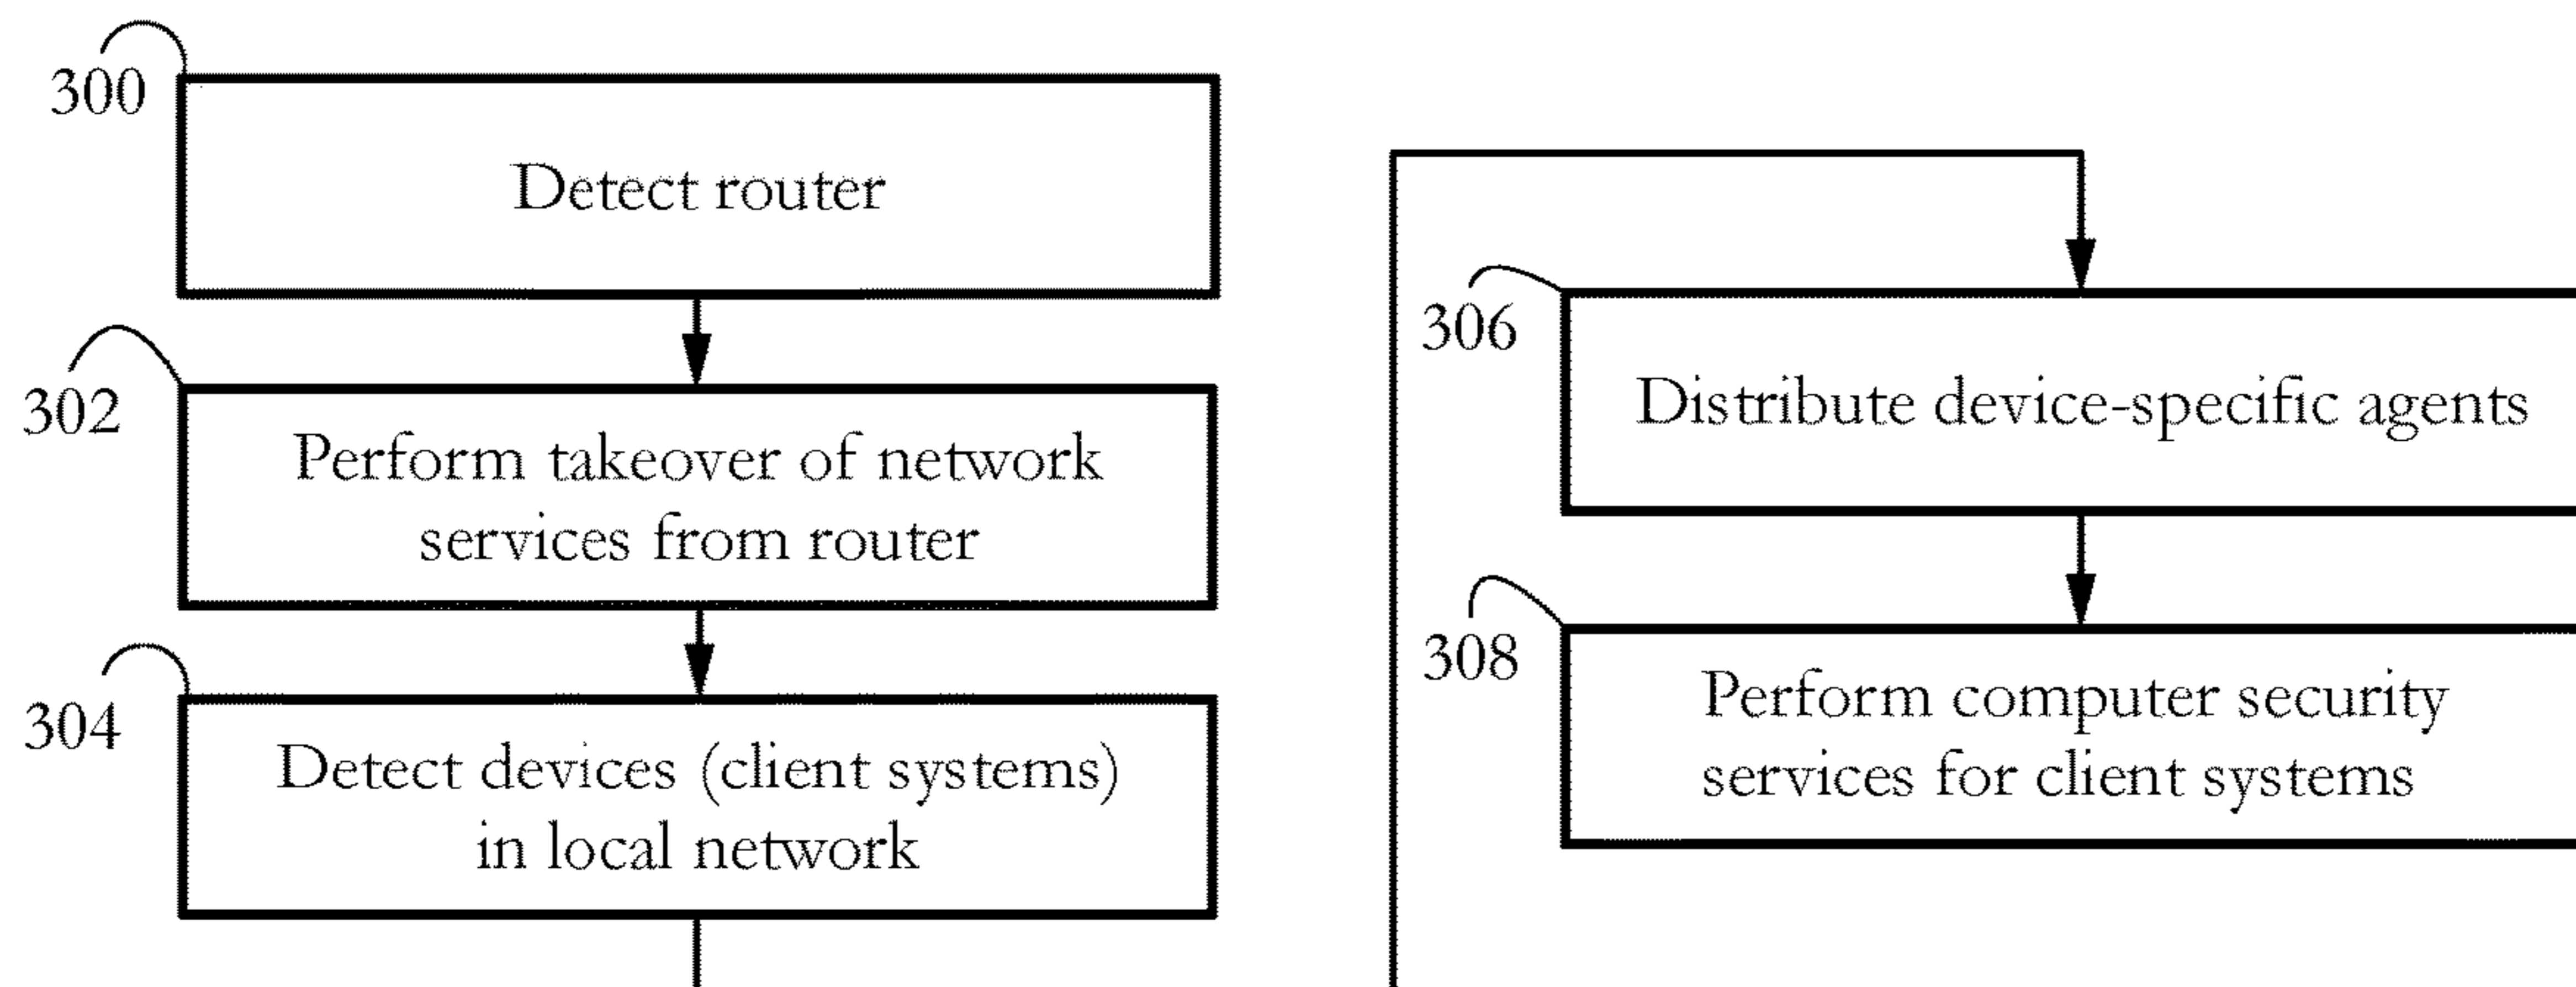 300
Detect router
302
Perform takeover of network
services from router
304
Detect devices (client systems)
in local network
306
Distribute device-specific agents
308
Perform computer security
services for client systems